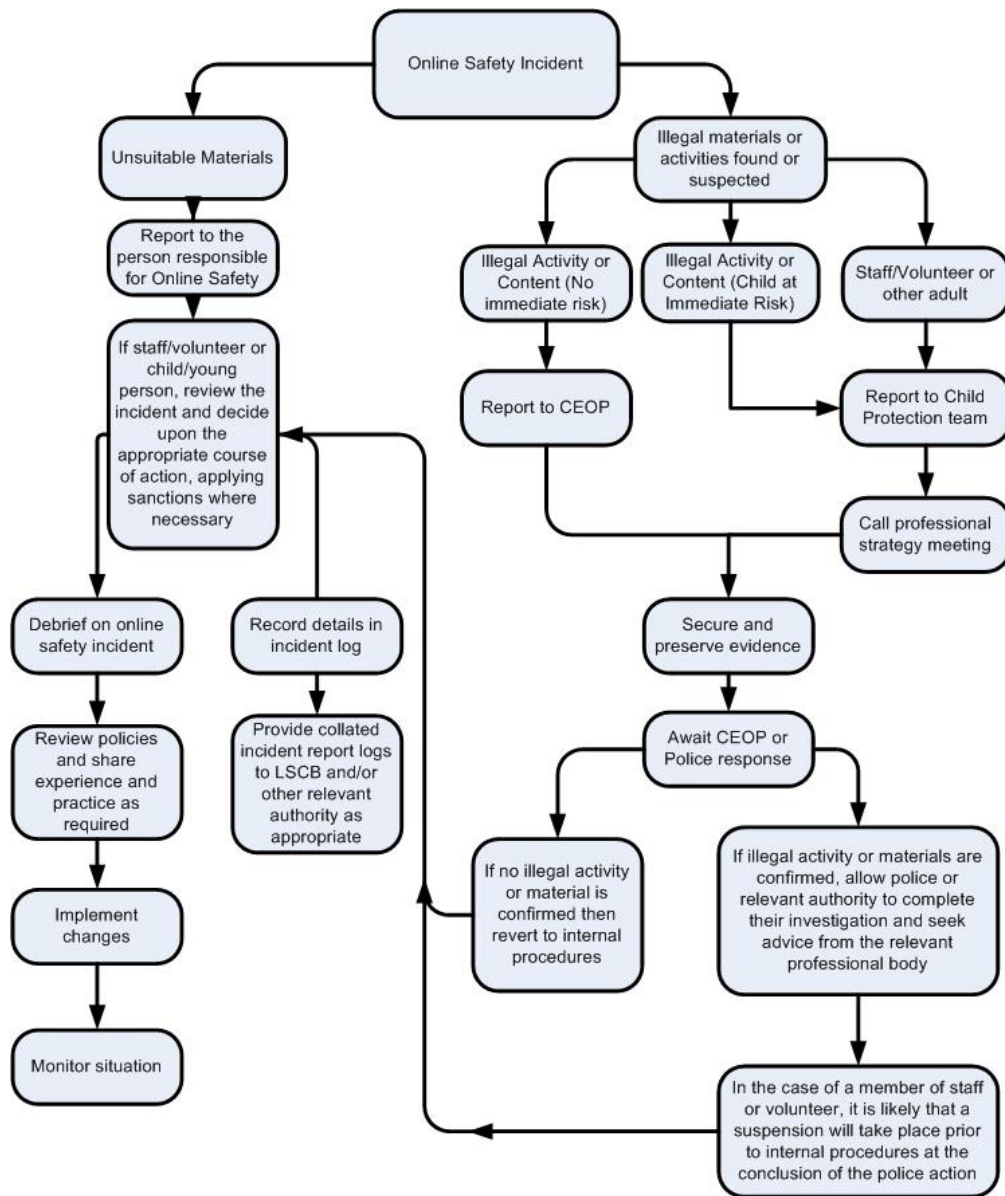 Online Safety Incident
Unsuitable Materials
Report to the
person responsible
for Online Safety
If staff/volunteer or
child/young
person, review the
incident and decide
upon the
appropriate course
of action, applying
sanctions where
necessary
Debrief on online
safety incident
Review policies
and share
experience and
practice as
required
Implement
changes
Monitor situation
Record details in
incident log
Provide collated
incident report logs
to LSCB and/or
other relevant
authority as
appropriate
Illegal materials or
activities found or
suspected
Illegal Activity or
Content (No
immediate risk)
Illegal Activity or
Content (Child at
Immediate Risk)
Staff/Volunteer or
other adult
Report to CEOP
Report to Child
Protection team
Call professional
strategy meeting
Secure and
preserve evidence
Await CEOP or
Police response
If no illegal activity
or material is
confirmed then
revert to internal
procedures
If illegal activity or materials are
confirmed, allow police or
relevant authority to complete
their investigation and seek
advice from the relevant
professional body
In the case of a member of staff
or volunteer, it is likely that a
suspension will take place prior
to internal procedures at the
conclusion of the police action